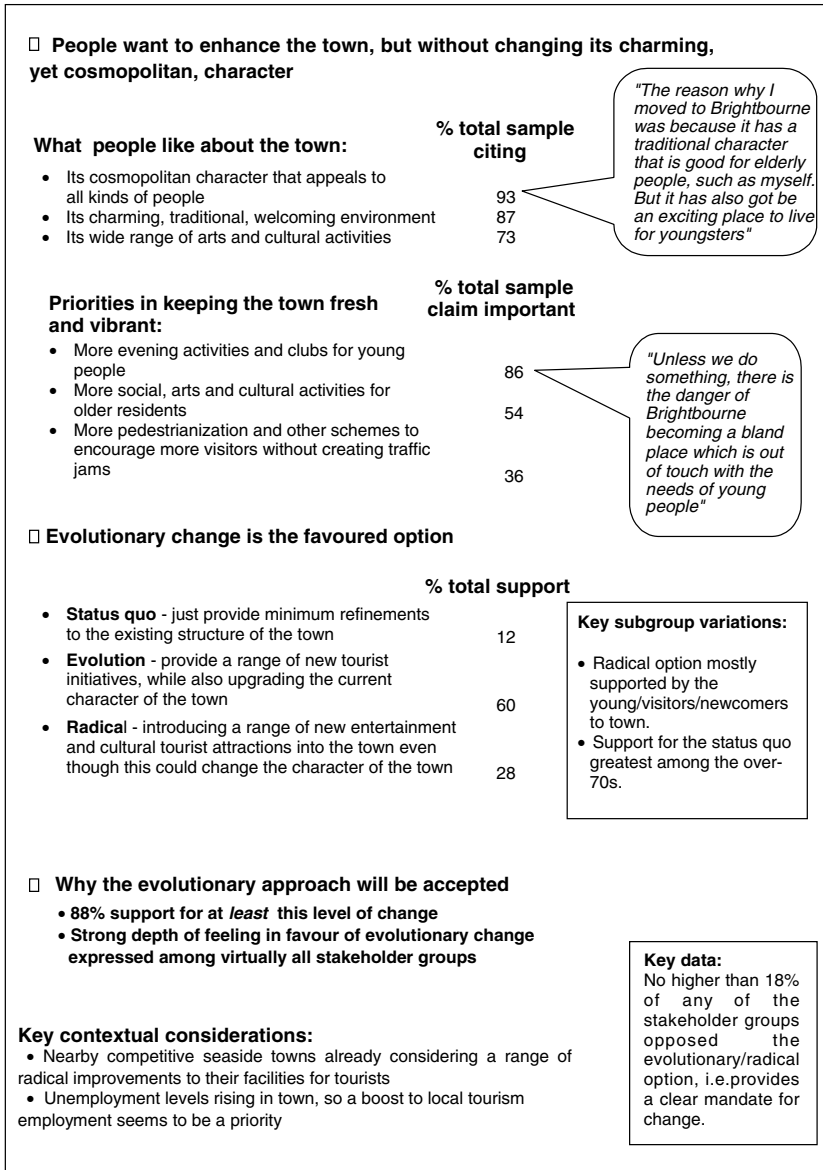 People want to enhance the town, but without changing its charming,
yet cosmopolitan, character
What people like about the town:
% total sample
citing
• Its cosmopolitan character that appeals to
all kinds of people
93
• Its charming, traditional, welcoming environment
87
• Its wide range of arts and cultural activities
73
"The reason why I
moved to Brightbourne
was because it has a
traditional character
that is good for elderly
people, such as myself.
But it has also got be
an exciting place to live
for youngsters"
Priorities in keeping the town fresh
and vibrant:
% total sample
claim important
• More evening activities and clubs for young
people
86
• More social, arts and cultural activities for
older residents
54
• More pedestrianization and other schemes to
encourage more visitors without creating traffic
jams
36
"Unless we do
something, there is
the danger of
Brightbourne
becoming a bland
place which is out
of touch with the
needs of young
people"
Evolutionary change is the favoured option
% total support
• Status quo - just provide minimum refinements
to the existing structure of the town
12
• Evolution - provide a range of new tourist
initiatives, while also upgrading the current
character of the town
60
• Radical - introducing a range of new entertainment
and cultural tourist attractions into the town even
though this could change the character of the town
28
Key subgroup variations:
• Radical option mostly
supported by the
young/visitors/newcomers
to town.
• Support for the status quo
greatest among the over-
70s.
Why the evolutionary approach will be accepted
• 88% support for at least this level of change
• Strong depth of feeling in favour of evolutionary change
expressed among virtually all stakeholder groups
Key data:
No higher than 18%
of any of the
stakeholder groups
opposed the
evolutionary/radical
option, i.e.provides
a clear mandate for
change.
Key contextual considerations:
• Nearby competitive seaside towns already considering a range of
radical improvements to their facilities for tourists
• Unemployment levels rising in town, so a boost to local tourism
employment seems to be a priority